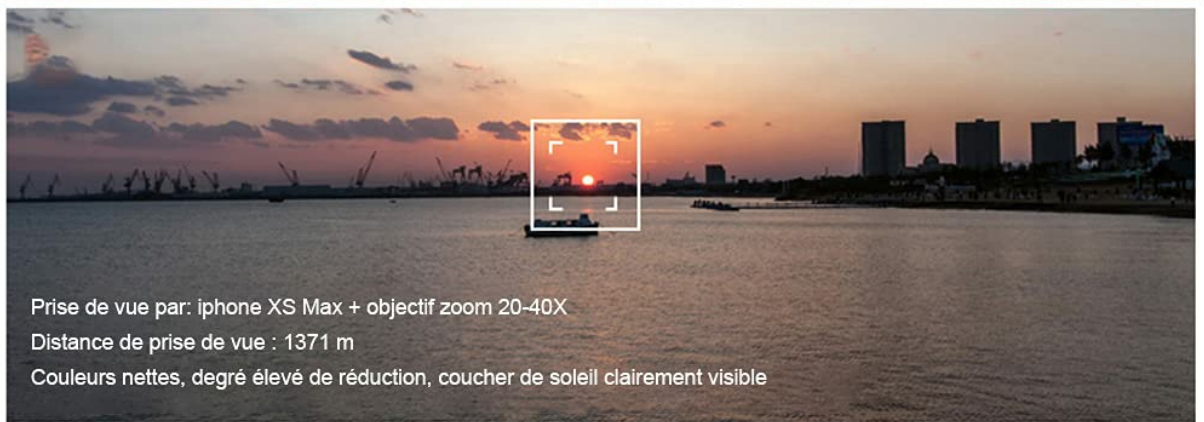 Prise de vue par: iphone XS Max + objectif zoom 20-40X
Distance de prise de vue : 1371 m
Couleurs nettes, degré élevé de réduction, coucher de soleil clairement visible